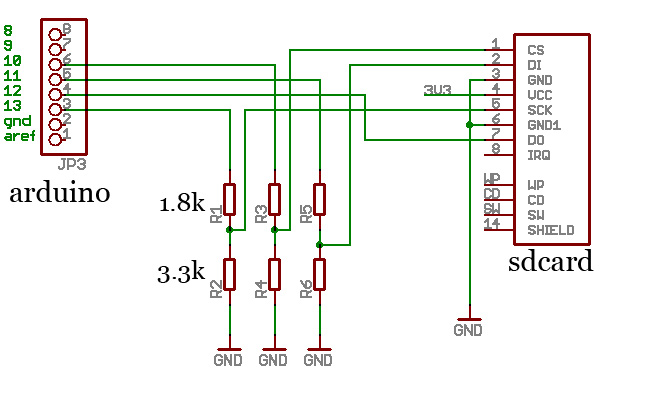 8 8
9 7
10 6
11 5
12 4
13 3
gnd 2
aref 1
JP3
arduino
1 CS
2 DI
3 GND
3V3 4 VCC
5 SCK
6 GND1
7 DO
8 IRQ
WP WP
CD CD
SW SW
14 SHIELD
sdcard
1.8k R1 R3 R5
3.3k R2 R4 R6
GND
GND GND GND